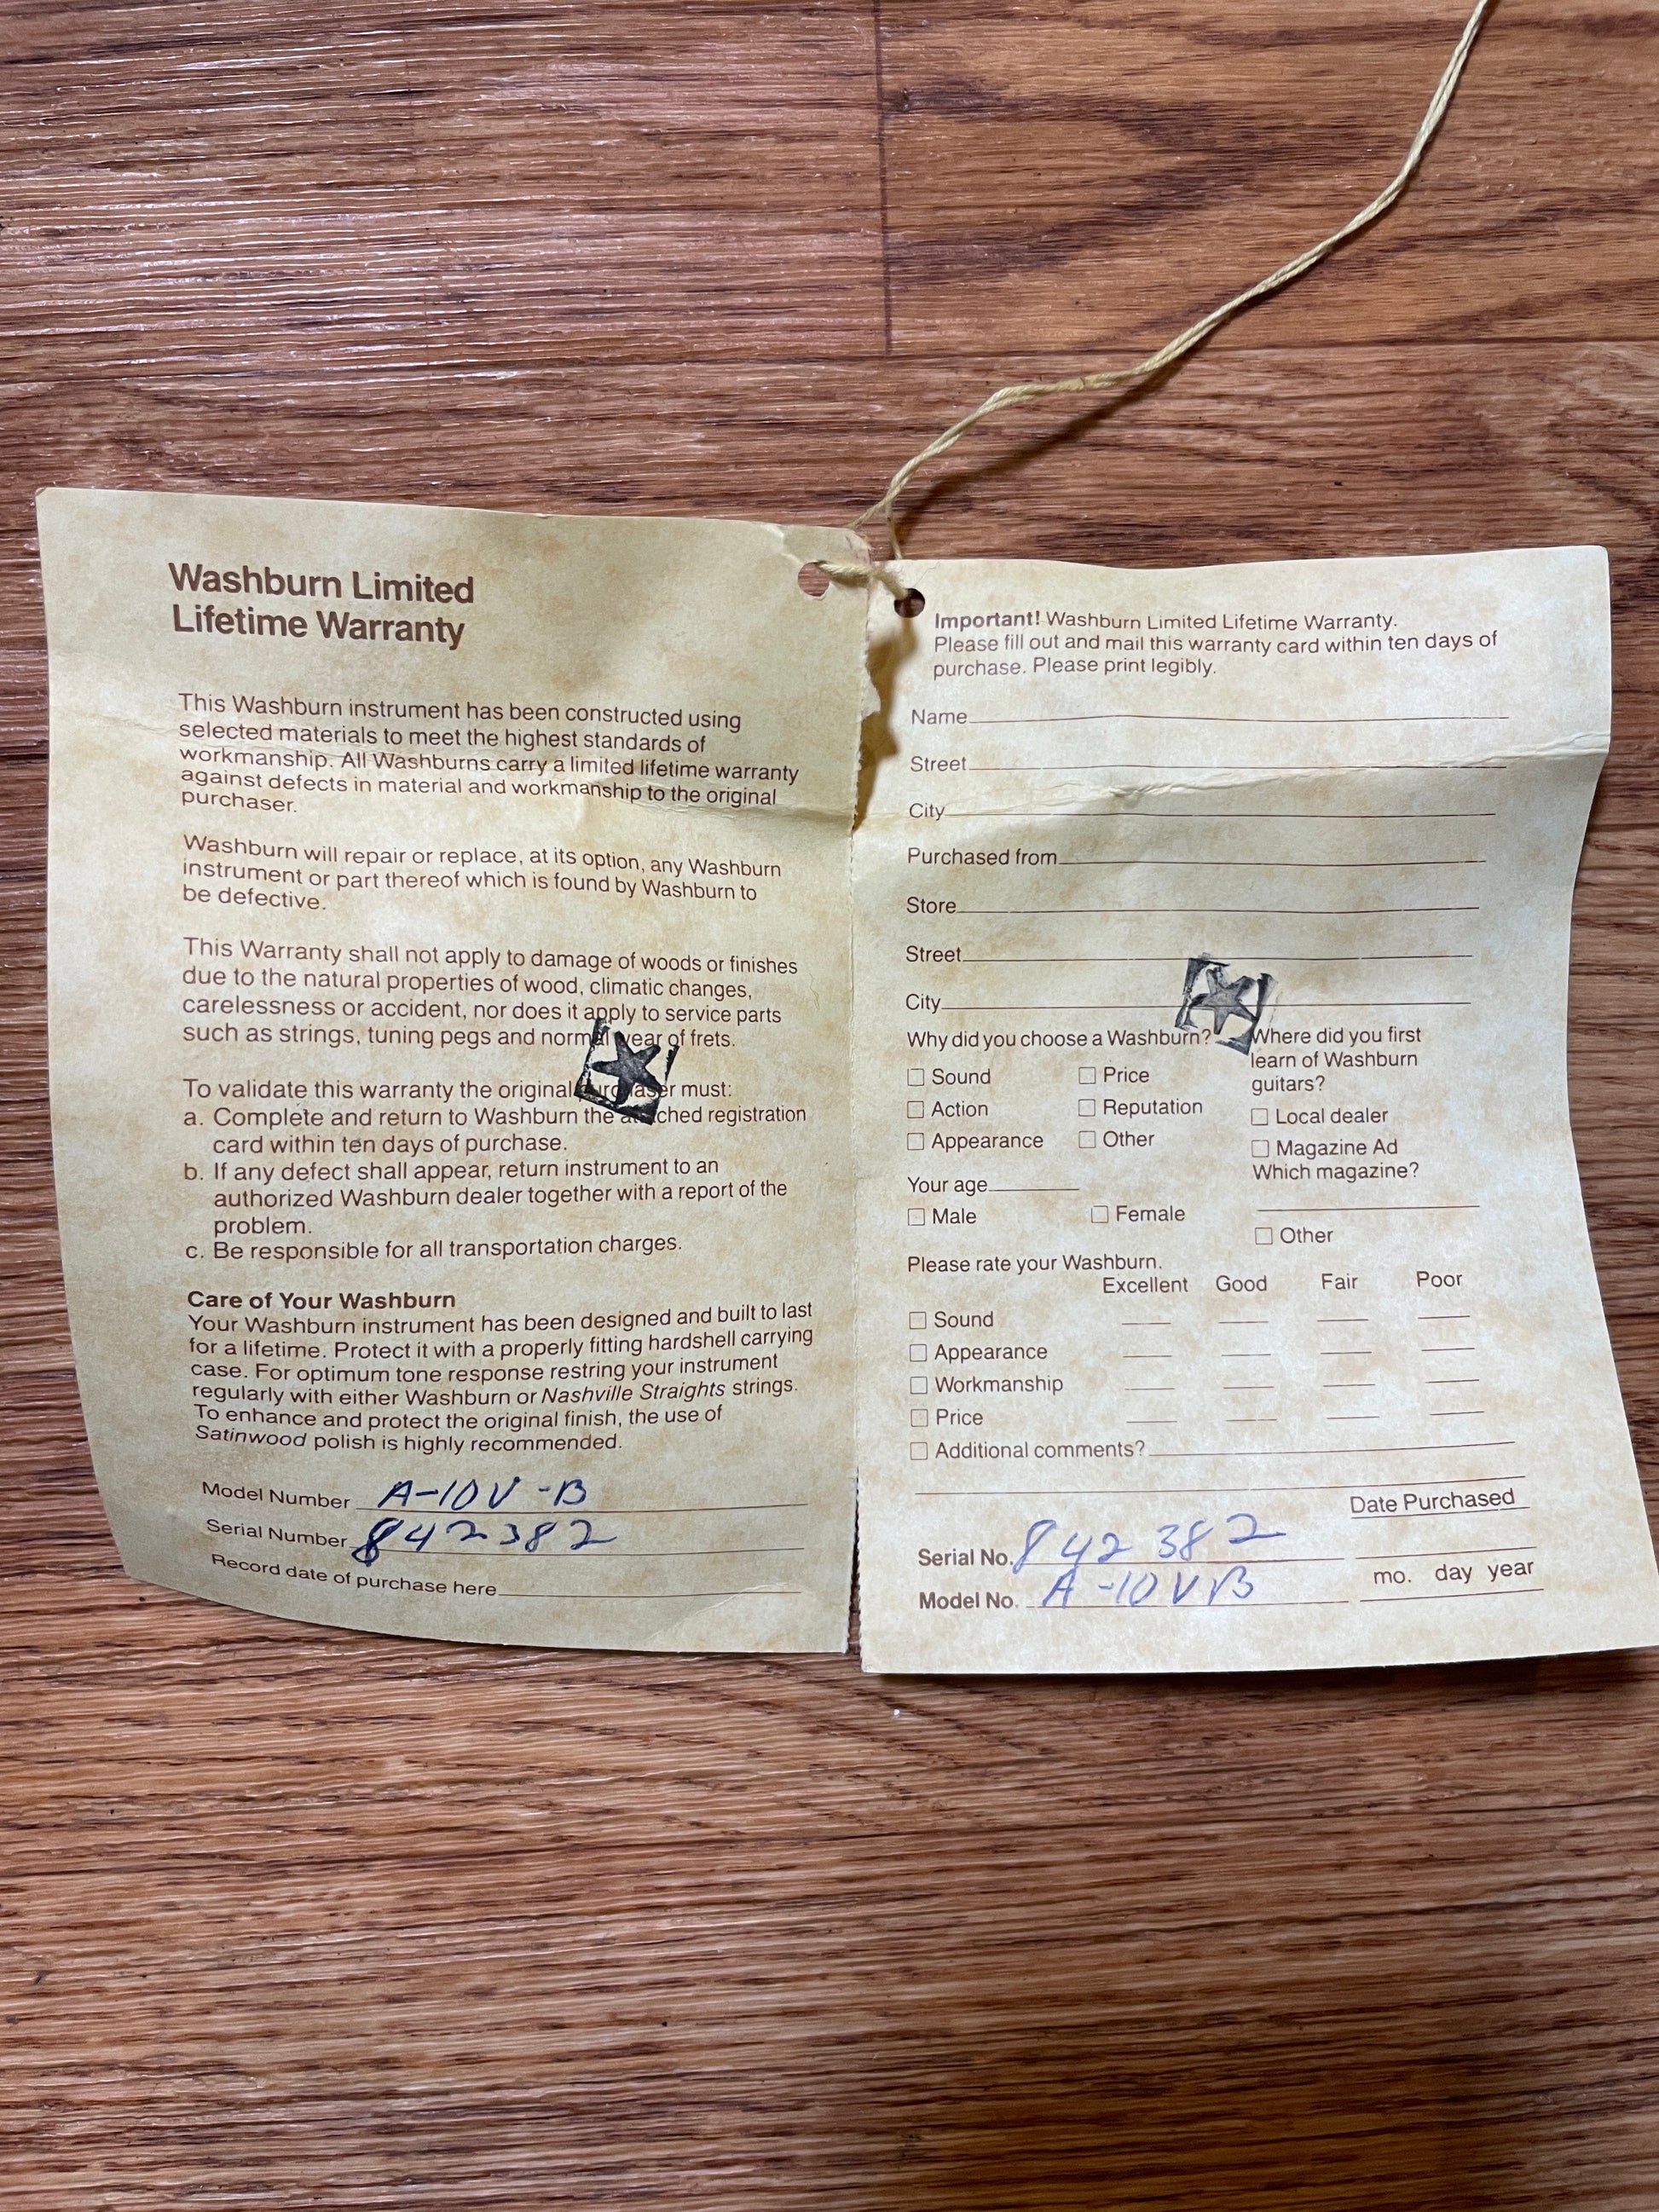 Washburn Limited
Lifetime Warranty
This Washburn instrument has been constructed using
selected materials to meet the highest standards of
workmanship. All Washburns carry a limited lifetime warranty
against defects in material and workmanship to the original
purchaser.
Washburn will repair or replace, at its option, any Washburn
instrument or part thereof which is found by Washburn to
be defective.
This Warranty shall not apply to damage of woods or finishes
due to the natural properties of wood, climatic changes,
carelessness or accident, nor does it apply to service parts
such as strings, tuning pegs and normal wear of frets.
To validate this warranty the original purchaser must:
a. Complete and return to Washburn the attached registration
card within ten days of purchase.
b. If any defect shall appear, return instrument to an
authorized Washburn dealer together with a report of the
problem.
c. Be responsible for all transportation charges.
Care of Your Washburn
Your Washburn instrument has been designed and built to last
for a lifetime. Protect it with a properly fitting hardshell carrying
case. For optimum tone response restring your instrument
regularly with either Washburn or Nashville Straights strings.
To enhance and protect the original finish, the use of
Satinwood polish is highly recommended.
Model Number A-10V-B
Serial Number 842382
Record date of purchase here
Important! Washburn Limited Lifetime Warranty.
Please fill out and mail this warranty card within ten days of
purchase. Please print legibly.
Name
Street
City
Purchased from
Store
Street
City
Why did you choose a Washburn?
Sound Price
Action Reputation
Appearance Other
Your age
Male Female
Where did you first
learn of Washburn
guitars?
Local dealer
Magazine Ad
Which magazine?
Other
Please rate your Washburn.
Excellent Good Fair Poor
Sound
Appearance
Workmanship
Price
Additional comments?
Date Purchased
Serial No. 842382
Model No. A-10VB
mo. day year